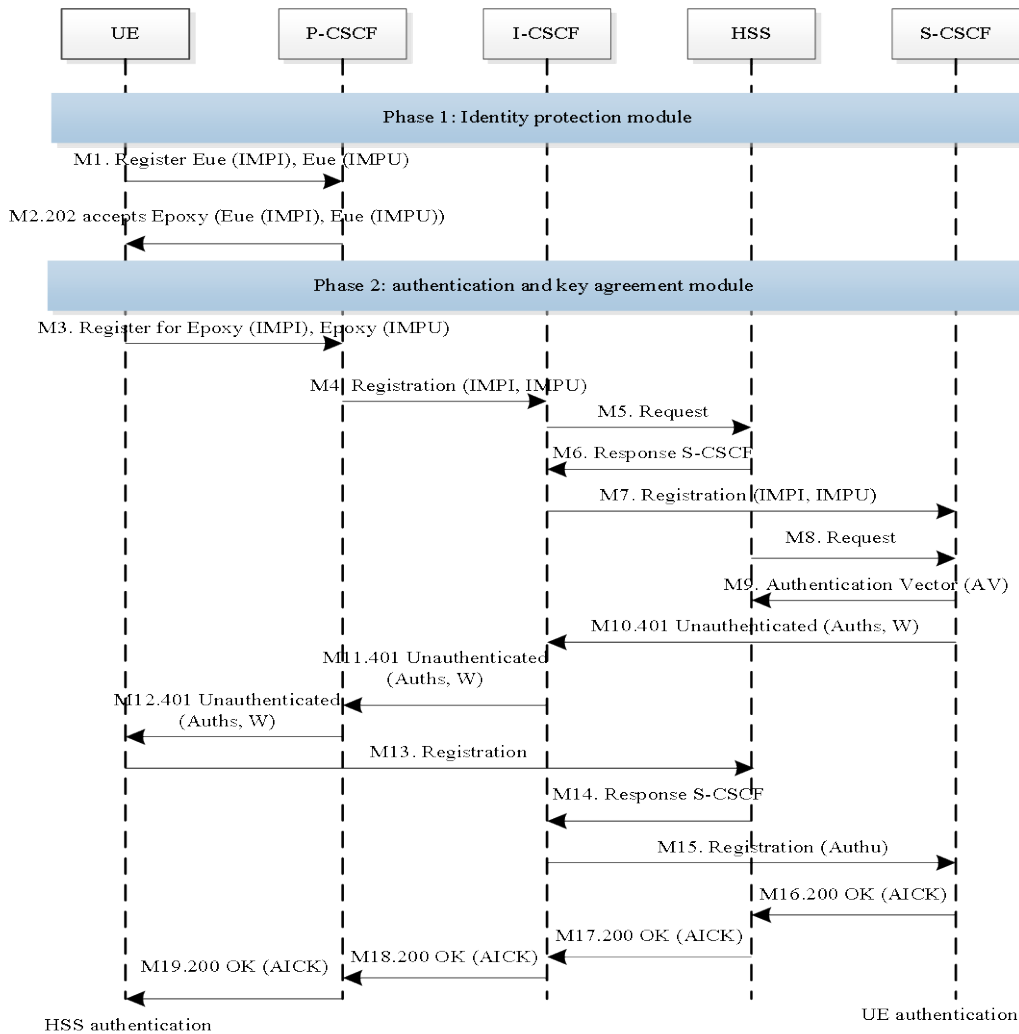 UE
P-CSCF
I-CSCF
HSS
S-CSCF
Phase 1: Identity protection module
M1. Register Eue (IMPI), Eue (IMPU)
M2.202 accepts Epoxy (Eue (IMPI), Eue (IMPU))
Phase 2: authentication and key agreement module
M3. Register for Epoxy (IMPI), Epoxy (IMPU)
M4. Registration (IMPI, IMPU)
M5. Request
M6. Response S-CSCF
M7. Registration (IMPI, IMPU)
M8. Request
M9. Authentication Vector (AV)
M10.401 Unauthenticated (Auths, W)
M11.401 Unauthenticated
(Auths, W)
M12.401 Unauthenticated
(Auths, W)
M13. Registration
M14. Response S-CSCF
M15. Registration (Authu)
M16.200 OK (AICK)
M17.200 OK (AICK)
M18.200 OK (AICK)
M19.200 OK (AICK)
HSS authentication
UE authentication